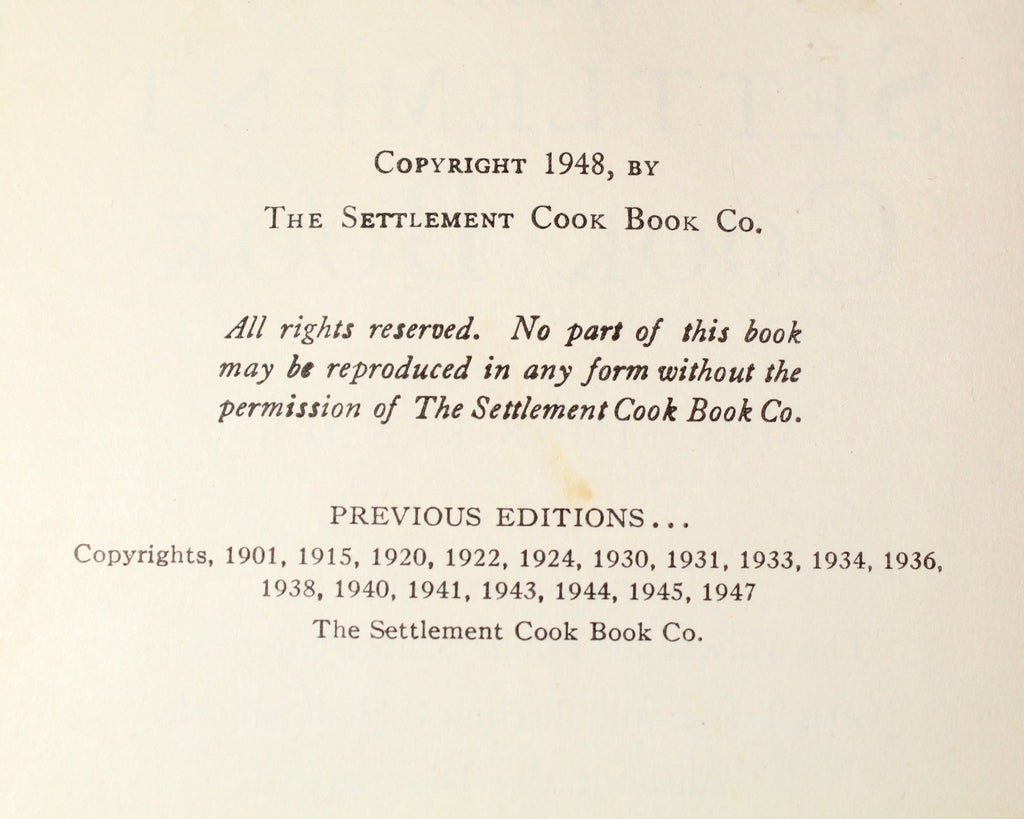 COPYRIGHT 1948, BY
THE SETTLEMENT COOK BOOK CO.
All rights reserved. No part of this book
may be reproduced in any form without the
permission of The Settlement Cook Book Co.
PREVIOUS EDITIONS...
Copyrights, 1901, 1915, 1920, 1922, 1924, 1930, 1931, 1933, 1934, 1936,
1938, 1940, 1941, 1943, 1944, 1945, 1947
The Settlement Cook Book Co.